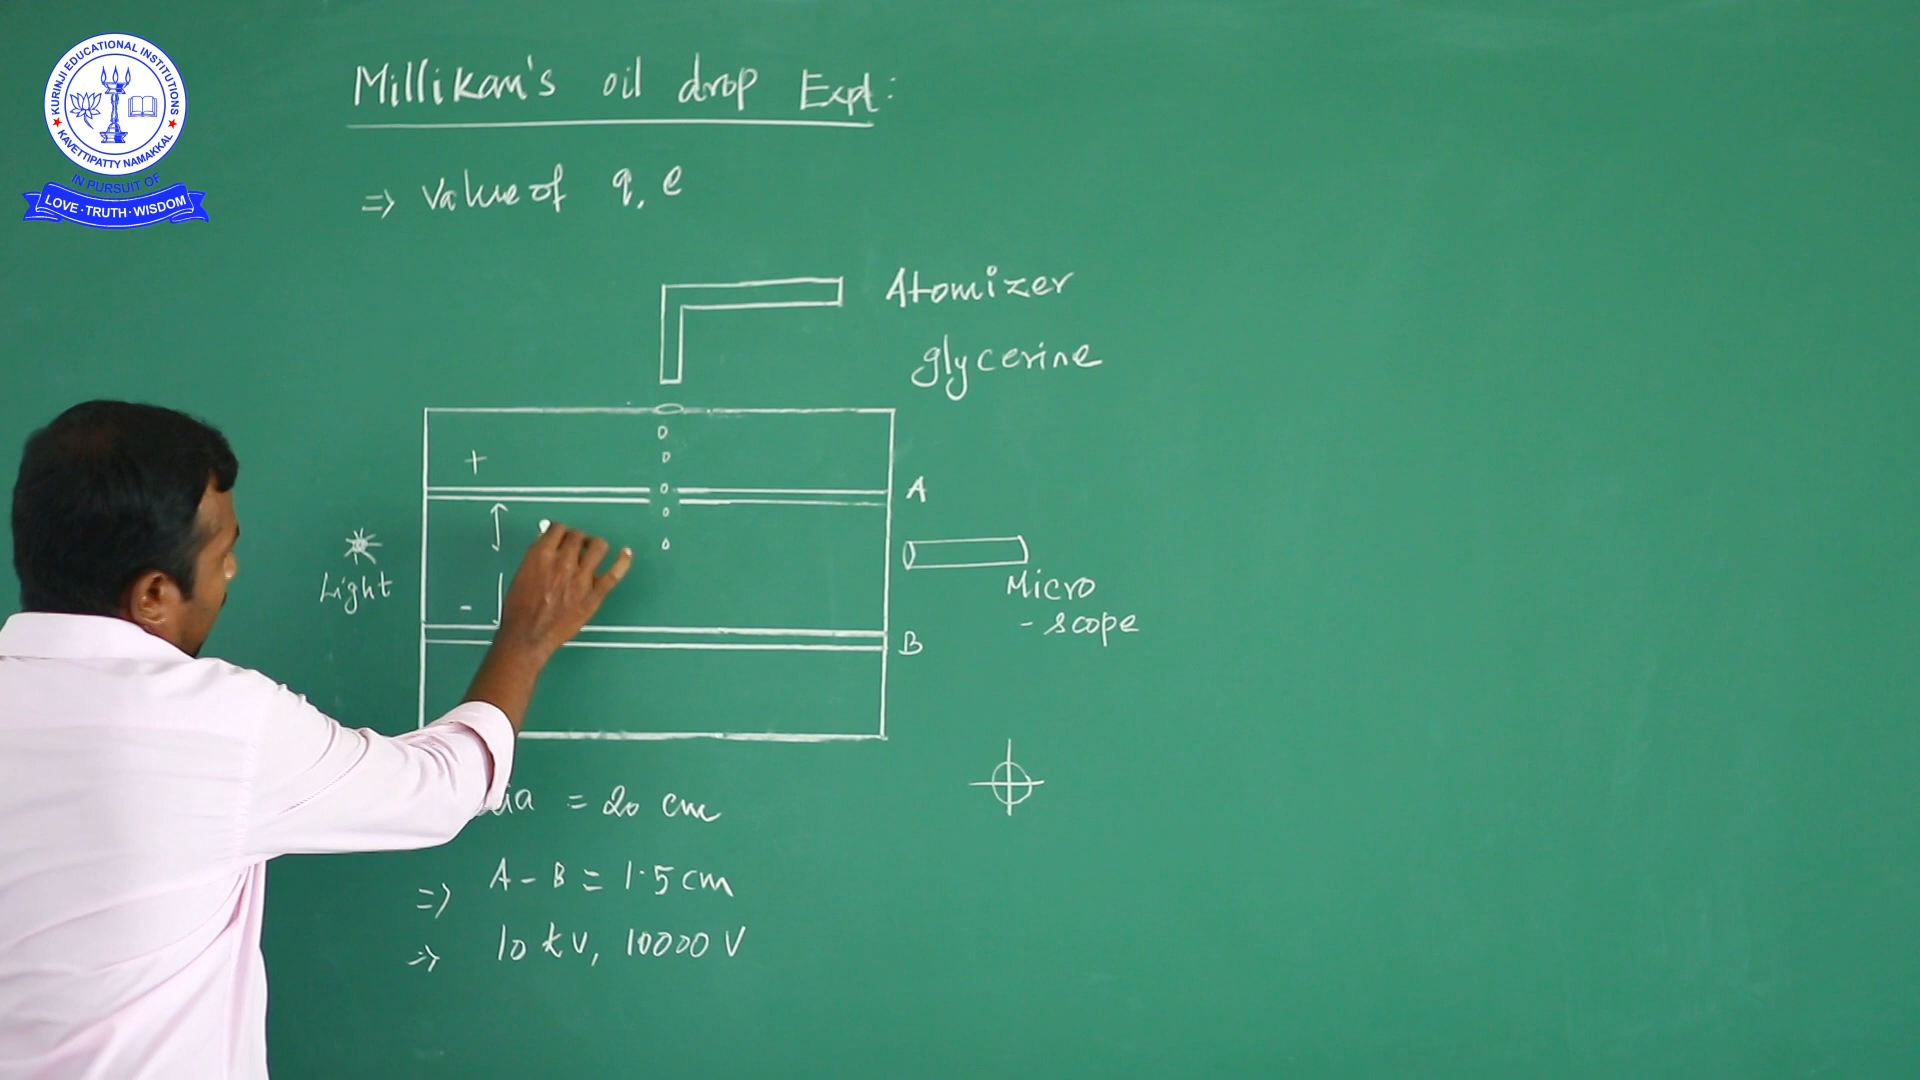 KURINJI EDUCATIONAL INSTITUTIONS
KAVETTIPATTY NAMAKKAL
IN PURSUIT OF
LOVE · TRUTH · WISDOM
Millikan's oil drop Expt:
=> Value of q, e
Atomizer
glycerine
+
A
Light
Micro
- scope
-
B
= 20 cm
=> A - B = 1.5 cm
=> 10 kV, 10000 V